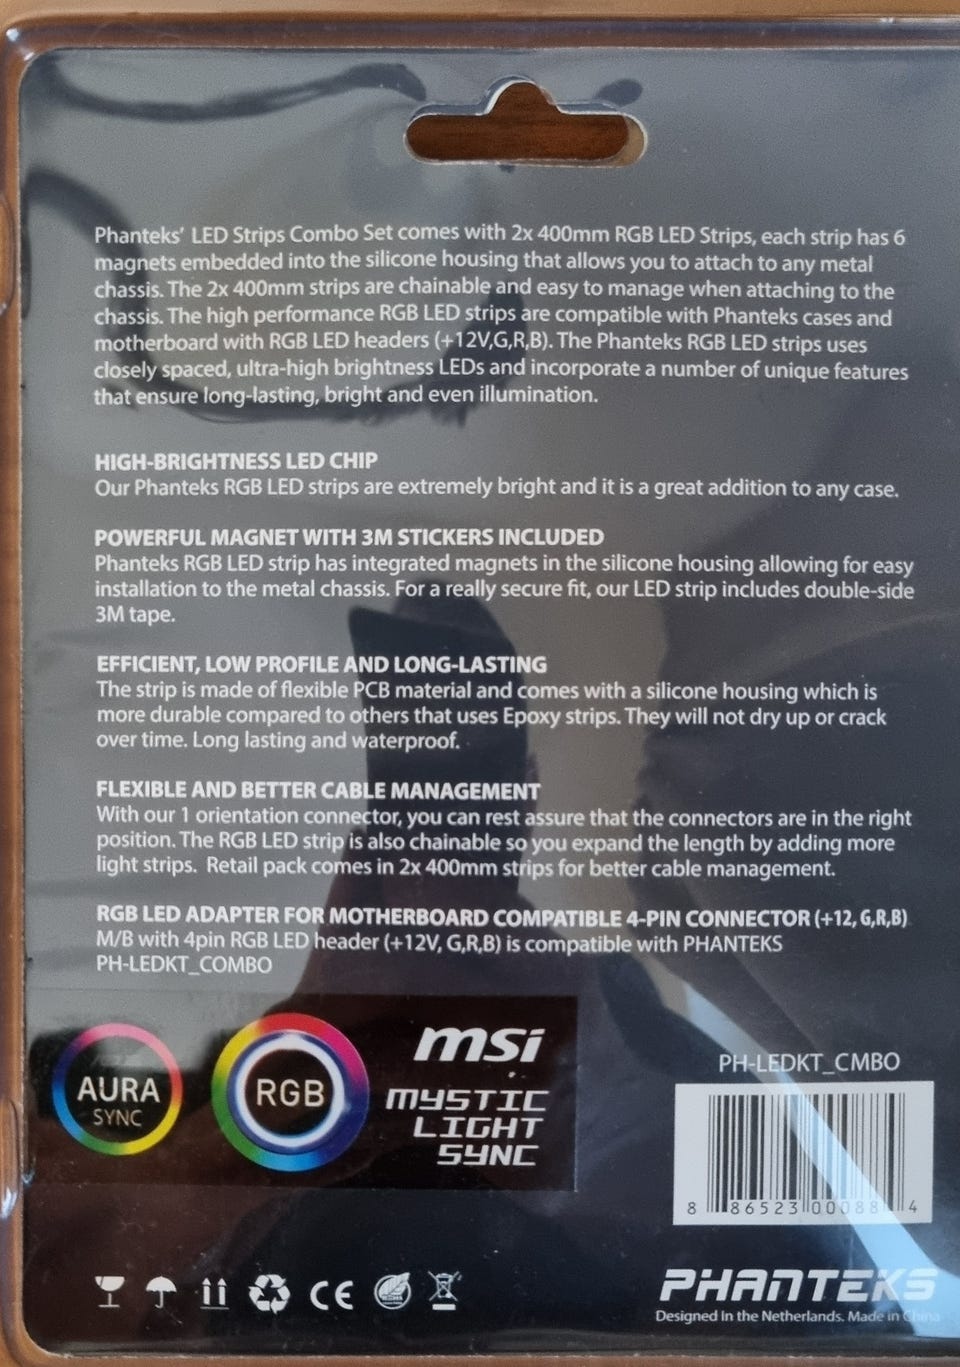 Phanteks' LED Strips Combo Set comes with 2x 400mm RGB LED Strips, each strip has 6
magnets embedded into the silicone housing that allows you to attach to any metal
chassis. The 2x 400mm strips are chainable and easy to manage when attaching to the
chassis. The high performance RGB LED strips are compatible with Phanteks cases and
motherboard with RGB LED headers (+12V,G,R,B). The Phanteks RGB LED strips uses
closely spaced, ultra-high brightness LEDs and incorporate a number of unique features
that ensure long-lasting, bright and even illumination.
HIGH-BRIGHTNESS LED CHIP
Our Phanteks RGB LED strips are extremely bright and it is a great addition to any case.
POWERFUL MAGNET WITH 3M STICKERS INCLUDED
Phanteks RGB LED strip has integrated magnets in the silicone housing allowing for easy
installation to the metal chassis. For a really secure fit, our LED strip includes double-side
3M tape.
EFFICIENT, LOW PROFILE AND LONG-LASTING
The strip is made of flexible PCB material and comes with a silicone housing which is
more durable compared to others that uses Epoxy strips. They will not dry up or crack
over time. Long lasting and waterproof.
FLEXIBLE AND BETTER CABLE MANAGEMENT
With our 1 orientation connector, you can rest assure that the connectors are in the right
position. The RGB LED strip is also chainable so you expand the length by adding more
light strips. Retail pack comes in 2x 400mm strips for better cable management.
RGB LED ADAPTER FOR MOTHERBOARD COMPATIBLE 4-PIN CONNECTOR (+12, G,R,B)
M/B with 4pin RGB LED header (+12V, G,R,B) is compatible with PHANTEKS
PH-LEDKT_COMBO
AURA
SYNC
RGB
msi
MYSTIC
LIGHT
SYNC
PH-LEDKT_CMBO
8 86523 00088 4
CE
PHANTEKS
Designed in the Netherlands. Made in China